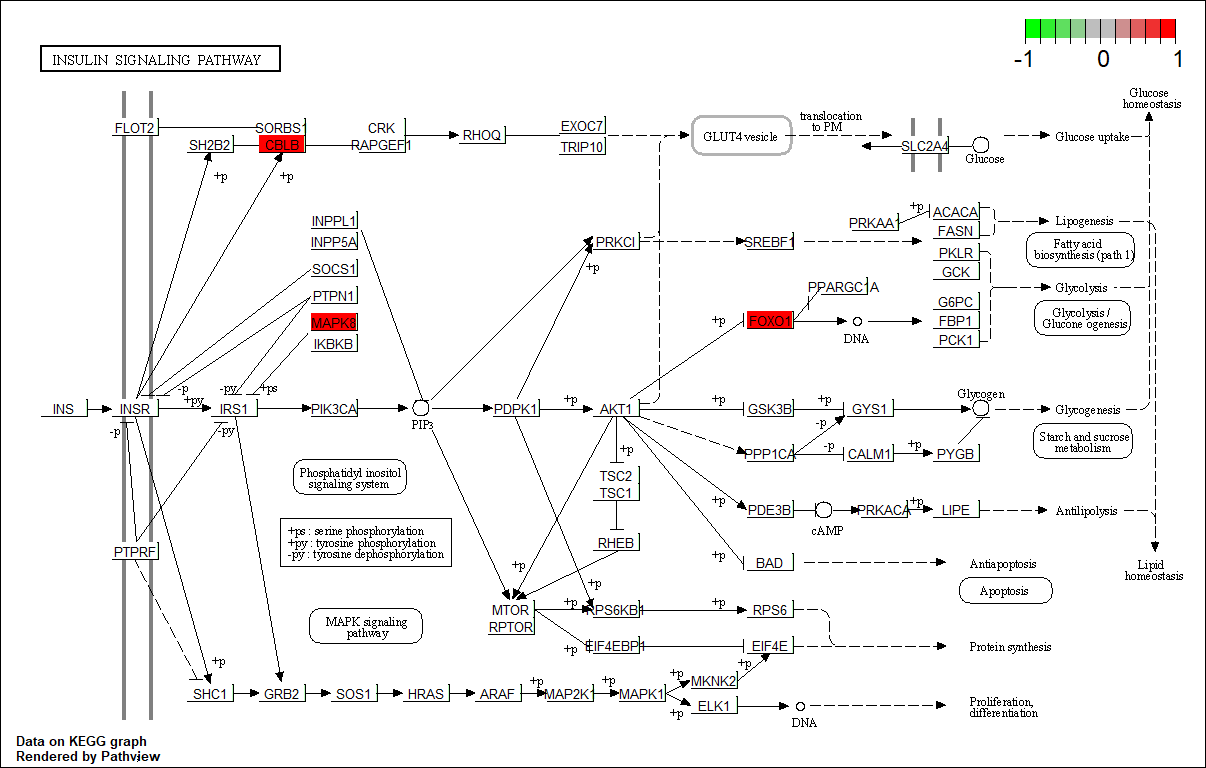 INSULIN SIGNALING PATHWAY
-1 0 1
Glucose
homeostasis
FLOT2
SORBS1
CBLB
SH2B2
CRK
RAPGEF1
RHOQ
EXOC7
TRIP10
GLUT4 vesicle
translocation
to PM
SLC2A4
Glucose
Glucose uptake
+p
+p
INPPL1
INPP5A
SOCS1
PTPN1
MAPK8
IKBKB
PRKCI
+p
SREBF1
PRKAA1
+p
ACACA
FASN
Lipogenesis
Fatty acid
biosynthesis (path 1)
PKLR
GCK
Glycolysis
PPARGC1A
G6PC
FBP1
PCK1
Glycolysis /
Glucone ogenesis
+p
FOXO1
DNA
-p
+py
-py
+ps
INS
INSR
IRS1
PIK3CA
PIP3
PDPK1
+p
AKT1
+p
GSK3B
+p
GYS1
Glycogen
Glycogenesis
-p
-py
-p
PPP1CA
-p
CALM1
+p
PYGB
Starch and sucrose
metabolism
+p
TSC2
TSC1
Phosphatidyl inositol
signaling system
+p
PDE3B
cAMP
PRKACA
+p
LIPE
Antilipolysis
+ps : serine phosphorylation
+py : tyrosine phosphorylation
-py : tyrosine dephosphorylation
RHEB
PTPRF
+p
+p
BAD
Antiapoptosis
Apoptosis
Lipid
homeostasis
+p
MTOR
RPTOR
+p
RPS6KB1
+p
RPS6
MAPK signaling
pathway
+p
EIF4EBP1
EIF4E
Protein synthesis
+p
SHC1
GRB2
SOS1
HRAS
ARAF
+p
MAP2K1
+p
MAPK1
+p
MKNK2
+p
+p
ELK1
DNA
Proliferation,
differentiation
Data on KEGG graph
Rendered by Pathview